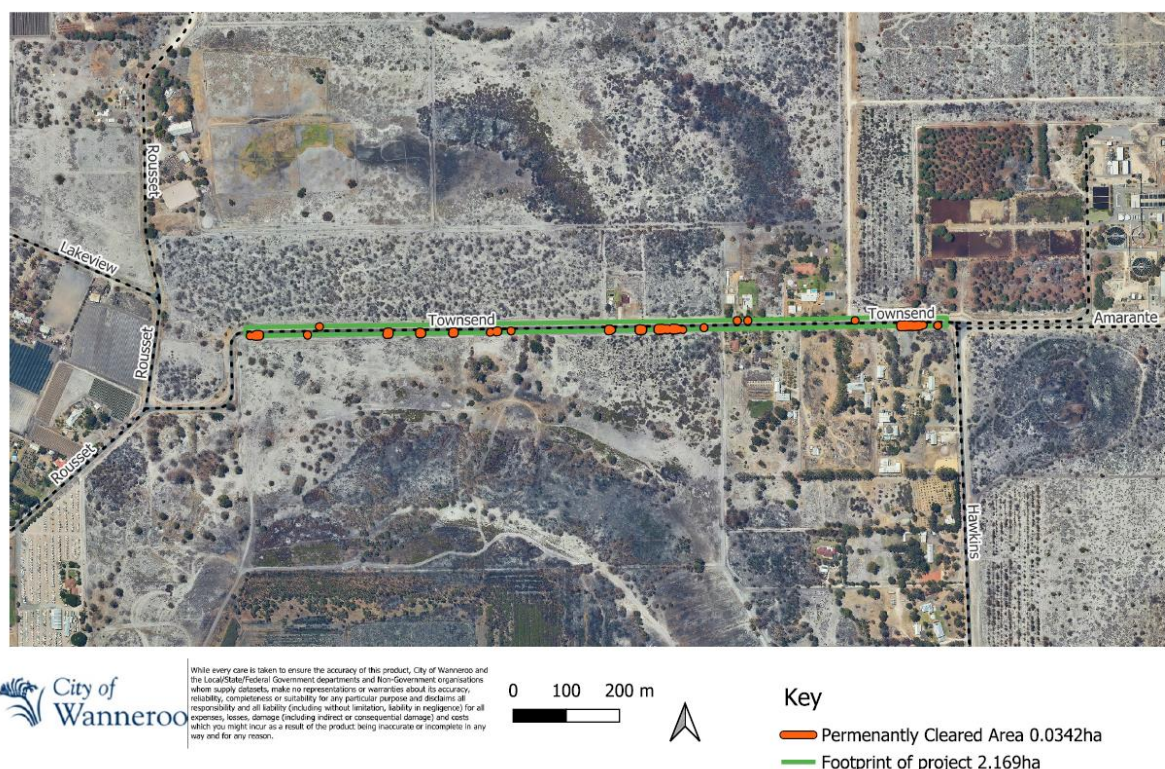 Rousset
Lakeview
Rousset
Rousset
Townsend
Townsend
Amarante
Hawkins
City of
Wanneroo
While every care is taken to ensure the accuracy of this product, City of Wanneroo and
the Local/State/Federal Government departments and Non-Government organisations
whom supply datasets, make no representations or warranties about its accuracy,
reliability, completeness or suitability for any particular purpose and disclaims all
responsibility and all liability (including without limitation, liability in negligence) for all
expenses, losses, damage (including indirect or consequential damage) and costs
which you might incur as a result of the product being inaccurate or incomplete in any
way and for any reason.
0 100 200 m
Key
Permenantly Cleared Area 0.0342ha
Footprint of project 2.169ha